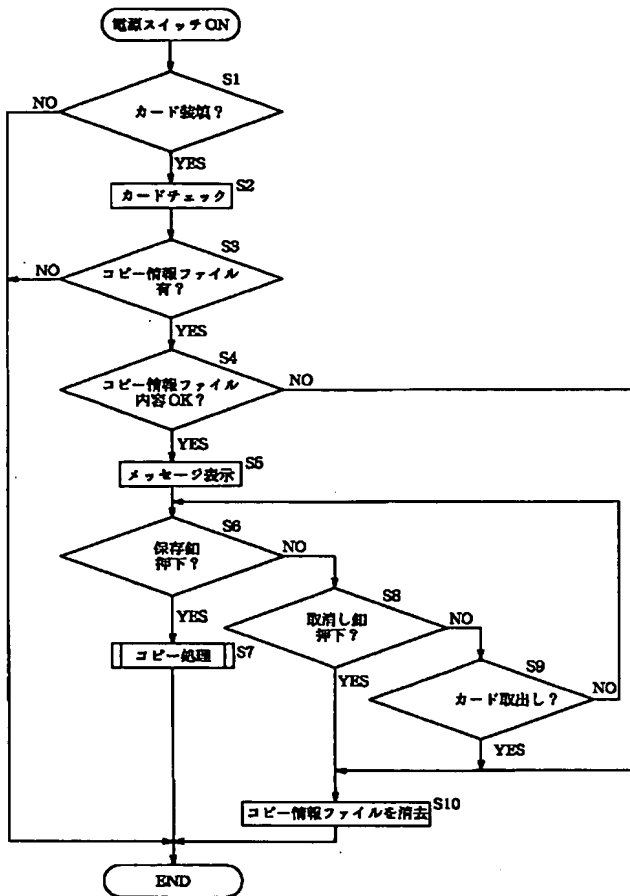 電源スイッチON
S1
NO
カード装填?
YES
S2
カードチェック
S3
NO
コピー情報ファイル
有?
YES
S4
コピー情報ファイル
内容OK?
NO
YES
メッセージ表示
S5
S6
保存釦
押下?
NO
YES
S8
取消し釦
押下?
NO
コピー処理
S7
YES
S9
カード取出し?
NO
YES
コピー情報ファイルを消去
S10
END